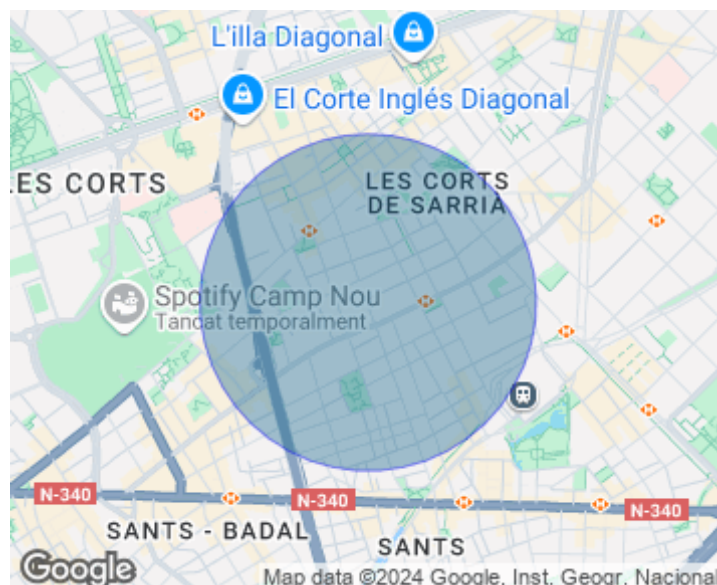 L'illa Diagonal
El Corte Inglés Diagonal
LES CORTS
LES CORTS
DE SARRIÀ
Spotify Camp Nou
Tancat temporalment
N-340
N-340
N-340
SANTS - BADAL
SANTS
Google
Map data ©2024 Google, Inst. Geogr. Nacional